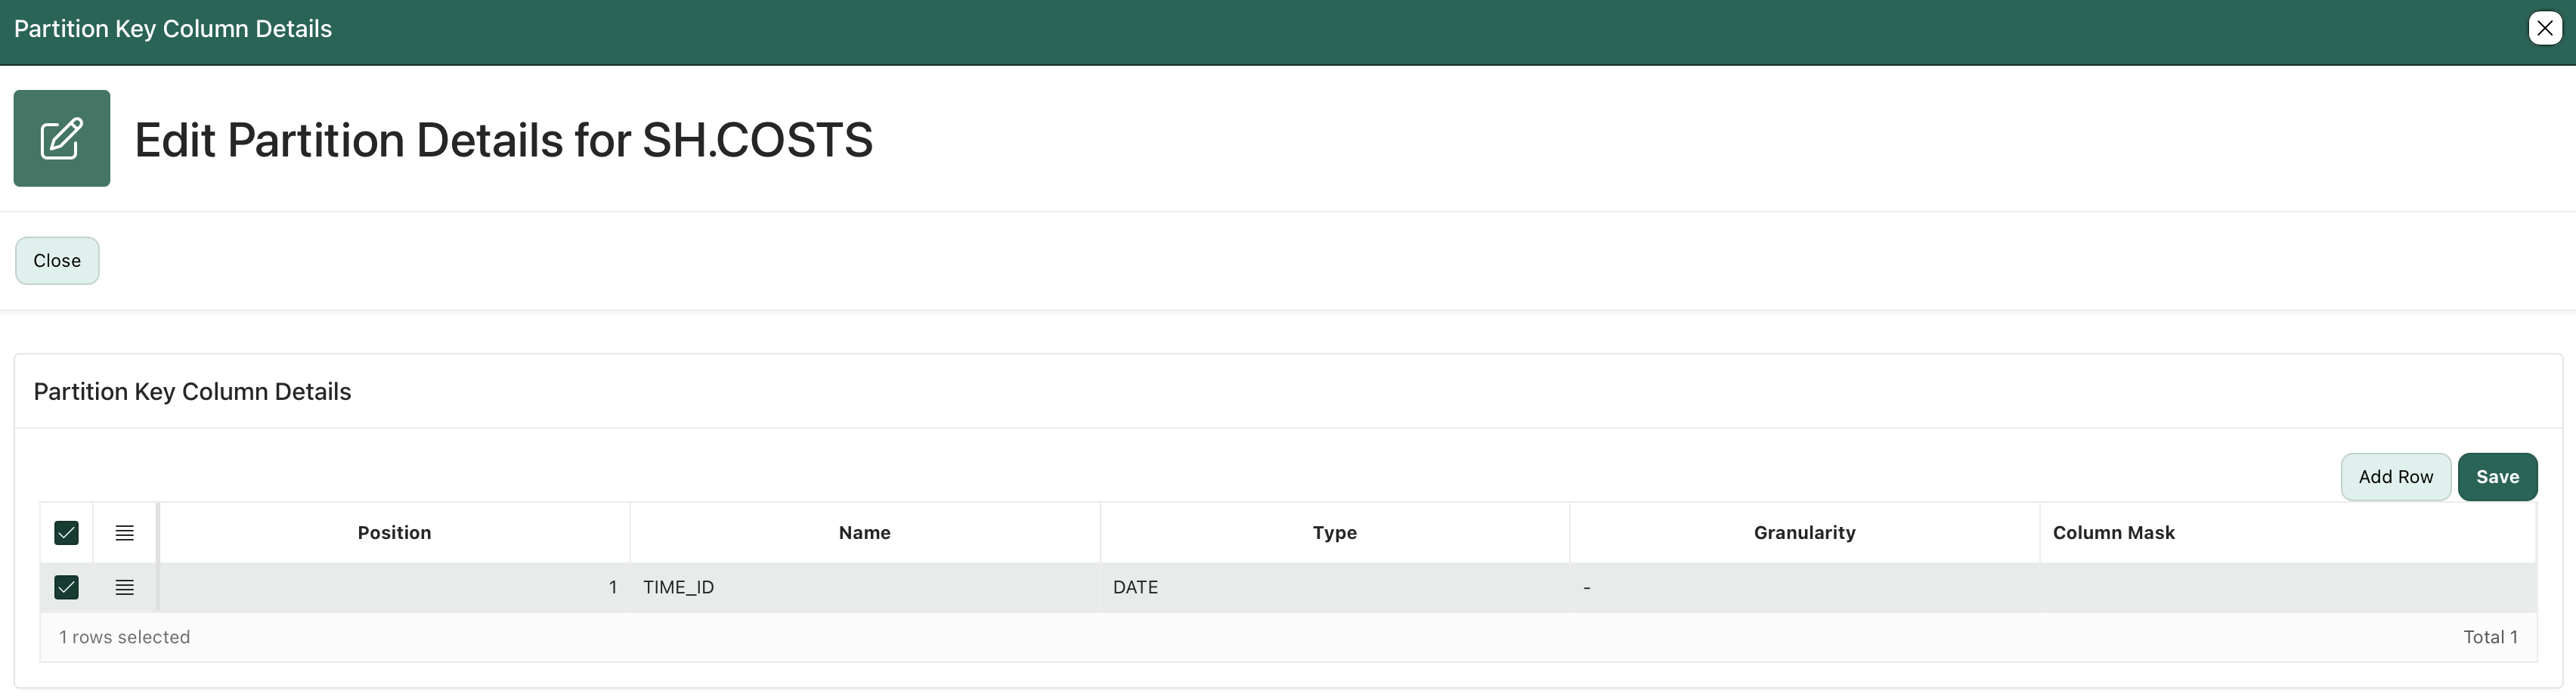 Partition Key Column Details
Edit Partition Details for SH.COSTS
Close
Partition Key Column Details
Add Row Save
Position Name Type Granularity Column Mask
1 TIME_ID DATE -
1 rows selected Total 1